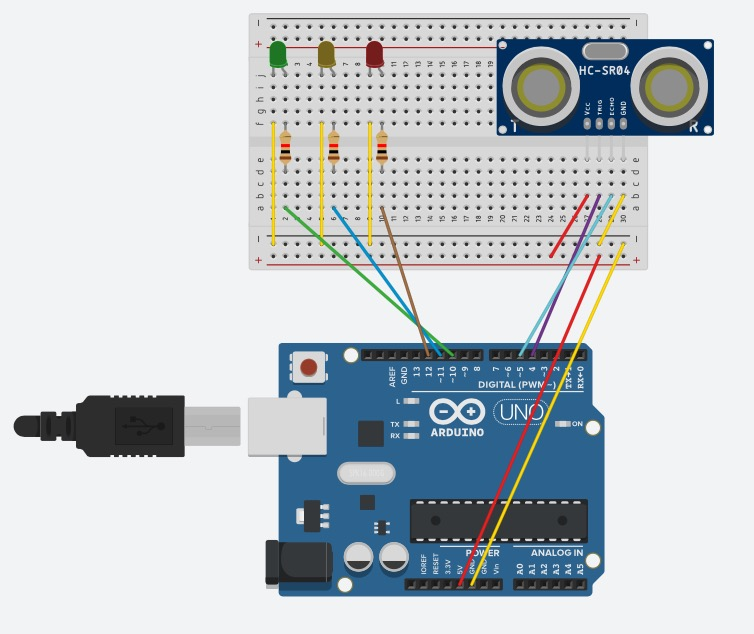 HC-SR04
VCC
TRIG
ECHO
GND
T
R
AREF
GND
13
12
~11
~10
~9
8
7
~6
~5
4
~3
2
TX→1
RX←0
DIGITAL (PWM~)
L
TX
RX
ARDUINO
UNO
ON
POWER
ANALOG IN
IOREF
RESET
3.3V
5V
GND
GND
Vin
A0
A1
A2
A3
A4
A5